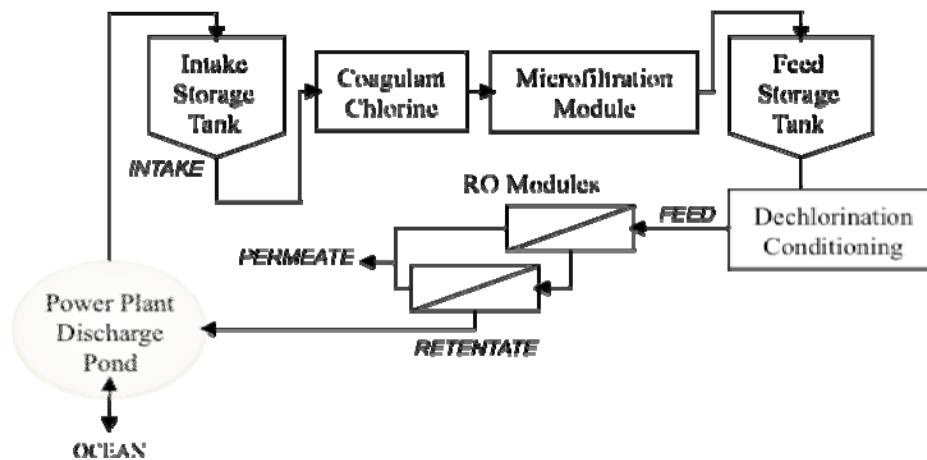 Intake
Storage
Tank
INTAKE
Coagulant
Chlorine
Microfiltration
Module
Feed
Storage
Tank
Dechlorination
Conditioning
FEED
RO Modules
PERMEATE
RETENTATE
Power Plant
Discharge
Pond
OCEAN